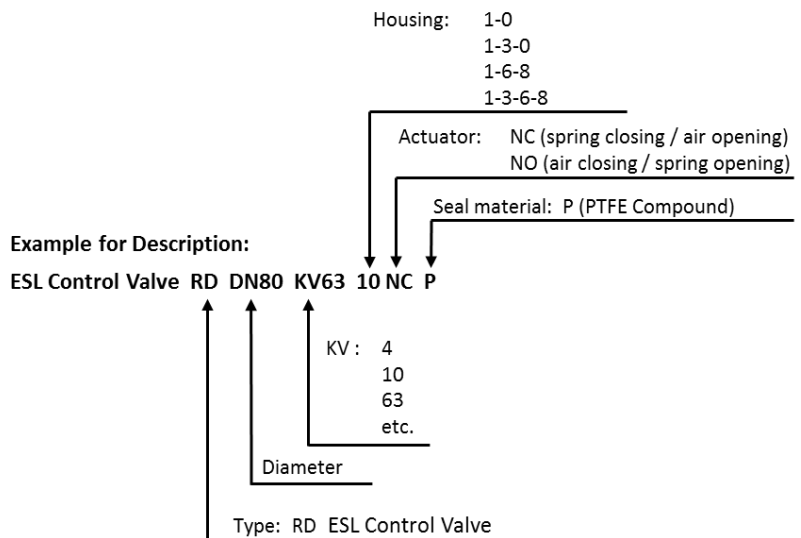 Housing: 1-0
1-3-0
1-6-8
1-3-6-8
Actuator: NC (spring closing / air opening)
NO (air closing / spring opening)
Seal material: P (PTFE Compound)
Example for Description:
ESL Control Valve RD DN80 KV63 10 NC P
KV : 4
10
63
etc.
Diameter
Type: RD ESL Control Valve